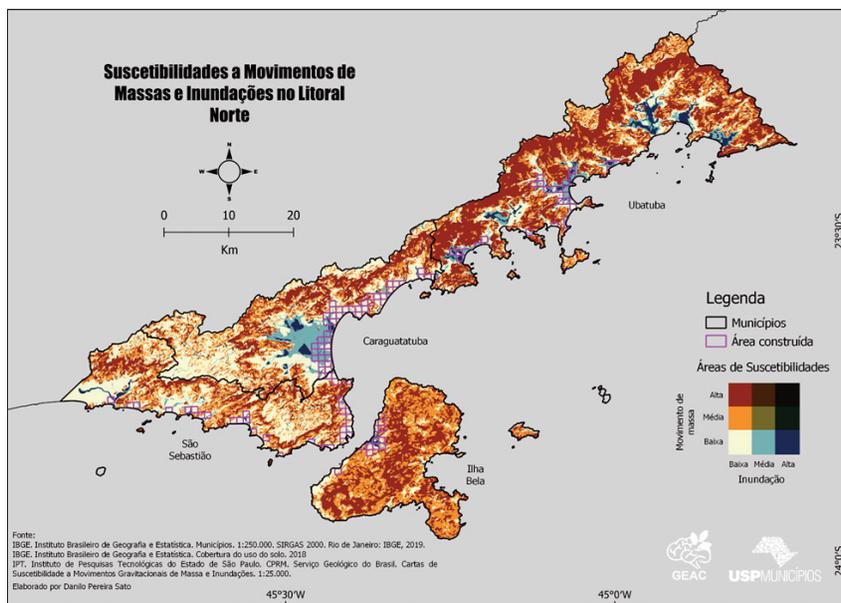 Suscetibilidades a Movimentos de
Massas e Inundações no Litoral
Norte
N
W
E
S
0
10
20
Km
Ubatuba
Caraguatatuba
São
Sebastião
Ilha
Bela
23°30'S
24°0'S
45°30'W
45°0'W
Legenda
Municípios
Área construída
Áreas de Suscetibilidades
Movimento de
massa
Alta
Média
Baixa
Baixa
Média
Alta
Inundação
Fonte:
IBGE. Instituto Brasileiro de Geografia e Estatística. Municípios. 1:250.000. SIRGAS 2000. Rio de Janeiro: IBGE, 2019.
IBGE. Instituto Brasileiro de Geografia e Estatística. Cobertura do uso do solo. 2018
IPT. Instituto de Pesquisas Tecnológicas do Estado de São Paulo. CPRM. Serviço Geológico do Brasil. Cartas de
Suscetibilidade a Movimentos Gravitacionais de Massa e Inundações. 1:25.000.
Elaborado por Danilo Pereira Sato
GEAC
USPMUNICÍPIOS